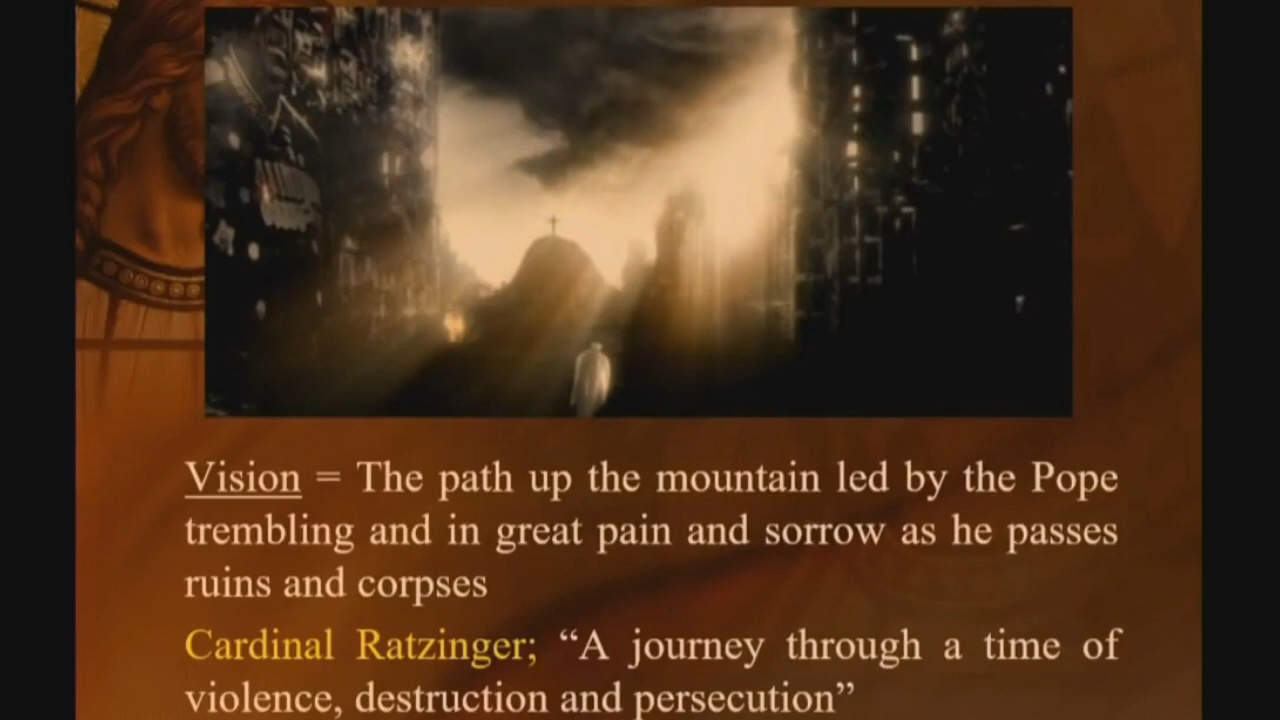 Vision = The path up the mountain led by the Pope
trembling and in great pain and sorrow as he passes
ruins and corpses
Cardinal Ratzinger; “A journey through a time of
violence, destruction and persecution”